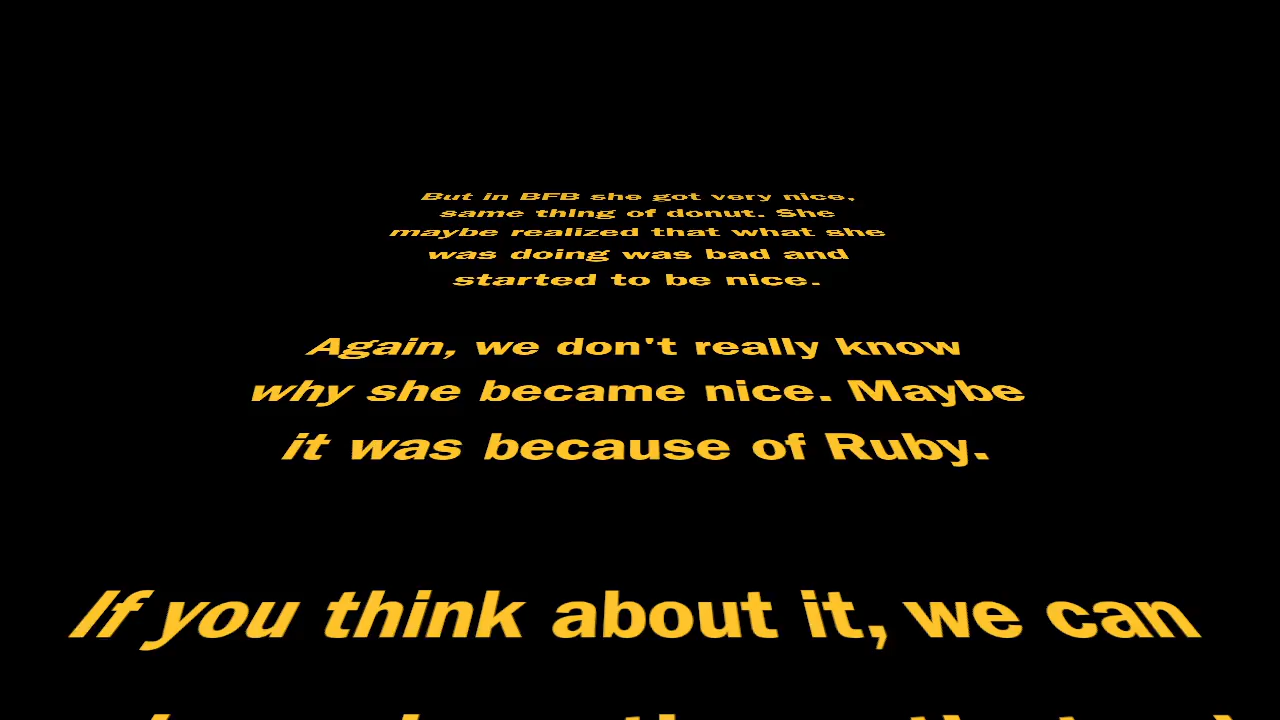 But in BFB she got very nice,
same thing of donut. She
maybe realized that what she
was doing was bad and
started to be nice.
Again, we don't really know
why she became nice. Maybe
it was because of Ruby.
If you think about it, we can